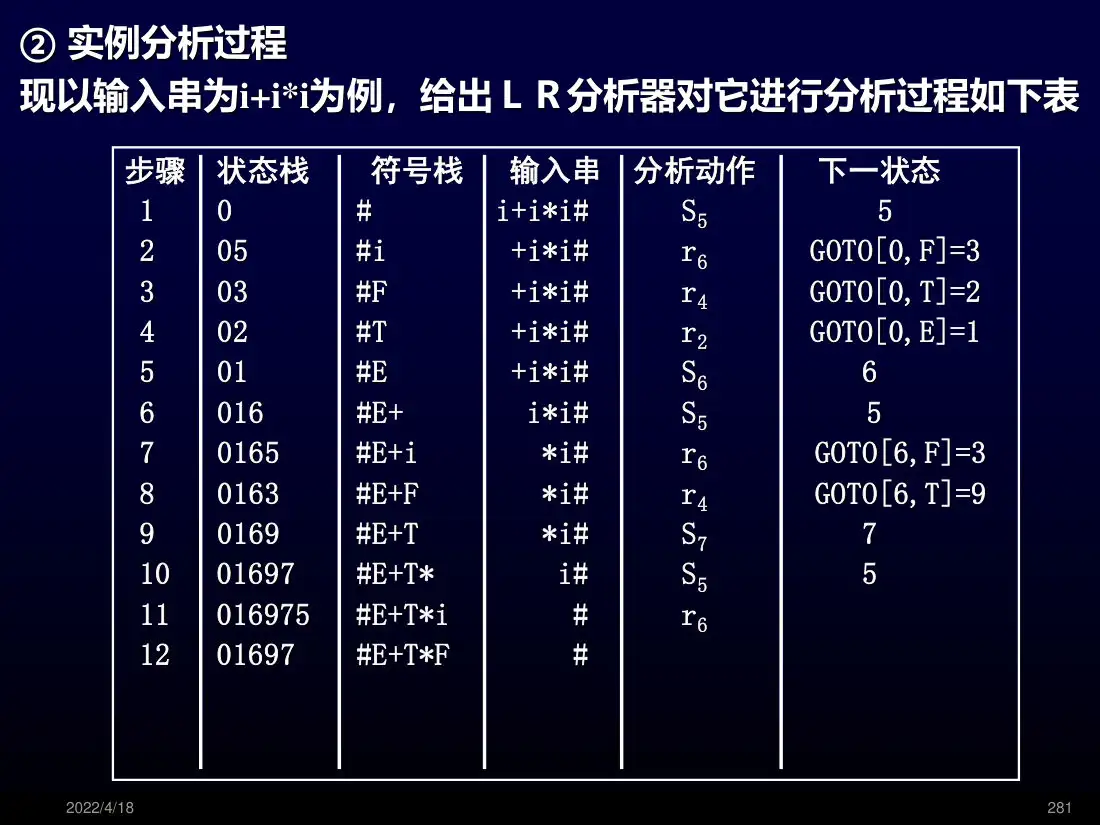 ② 实例分析过程
现以输入串为i+i*i为例，给出ＬＲ分析器对它进行分析过程如下表
步骤 状态栈 符号栈 输入串 分析动作 下一状态
1 0 # i+i*i# S5 5
2 05 #i +i*i# r6 GOTO[0,F]=3
3 03 #F +i*i# r4 GOTO[0,T]=2
4 02 #T +i*i# r2 GOTO[0,E]=1
5 01 #E +i*i# S6 6
6 016 #E+ i*i# S5 5
7 0165 #E+i *i# r6 GOTO[6,F]=3
8 0163 #E+F *i# r4 GOTO[6,T]=9
9 0169 #E+T *i# S7 7
10 01697 #E+T* i# S5 5
11 016975 #E+T*i # r6
12 01697 #E+T*F #
2022/4/18 281